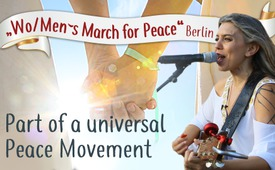 „Wo/Men~s March for Peace“ Berlin
Part of a universal
Peace Movement